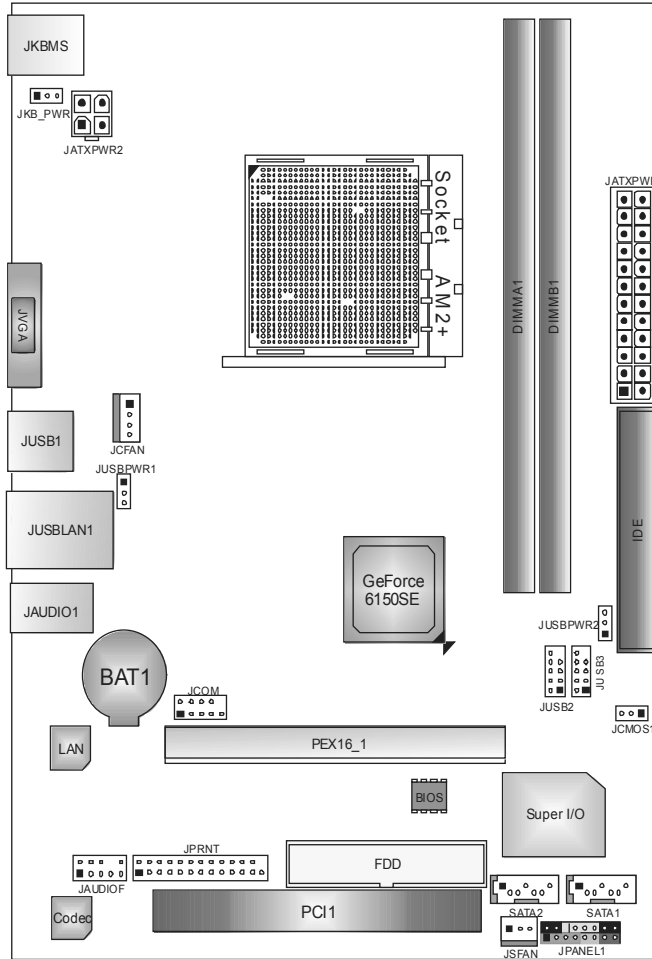 JKBMS
JKB_PWR
JATXPWR2
Socket AM2+
DIMMA1
DIMMB1
JVGA
JUSB1
JCFAN
JUSBPWR1
JUSBLAN1
IDE
GeForce
6150SE
JAUDIO1
JUSBPWR2
BAT1
JCOM
JUSB2
JUSB3
JCMOS1
LAN
PEX16_1
BIOS
Super I/O
JPRNT
FDD
JAUDIOF
PCI1
Codec
SATA2
SATA1
JSFAN
JPANEL1